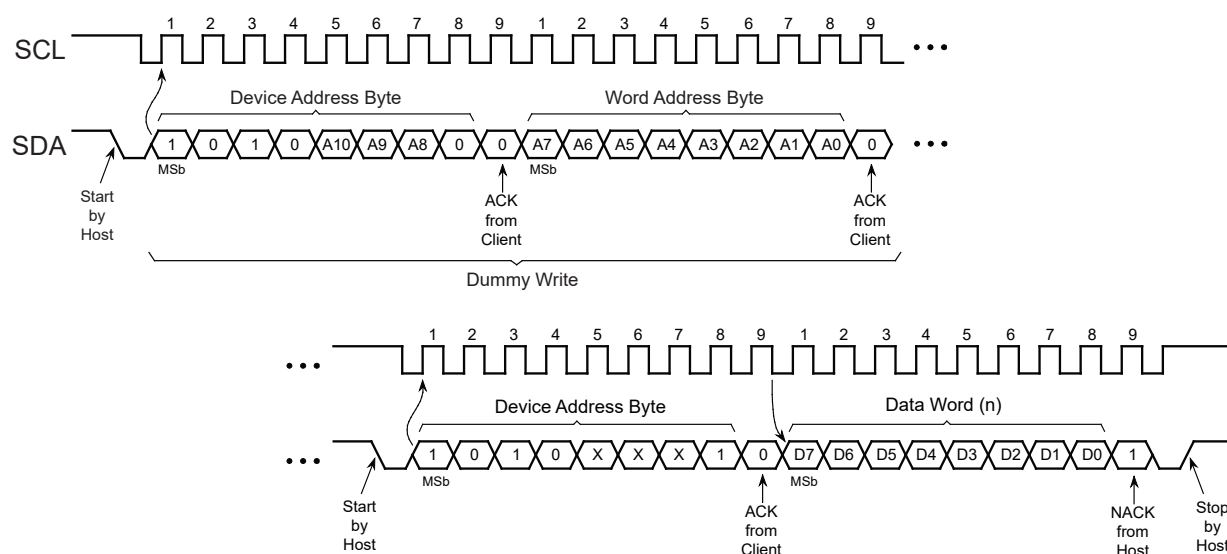 1 2 3 4 5 6 7 8 9 1 2 3 4 5 6 7 8 9
SCL
Device Address Byte Word Address Byte
SDA 1 0 1 0 A10 A9 A8 0 0 A7 A6 A5 A4 A3 A2 A1 A0 0
MSb MSb
Start
by
Host
ACK
from
Client
ACK
from
Client
Dummy Write
1 2 3 4 5 6 7 8 9 1 2 3 4 5 6 7 8 9
Device Address Byte Data Word (n)
1 0 1 0 X X X 1 0 D7 D6 D5 D4 D3 D2 D1 D0 1
MSb MSb
Start
by
Host
ACK
from
Client
NACK
from
Host
Stop
by
Host